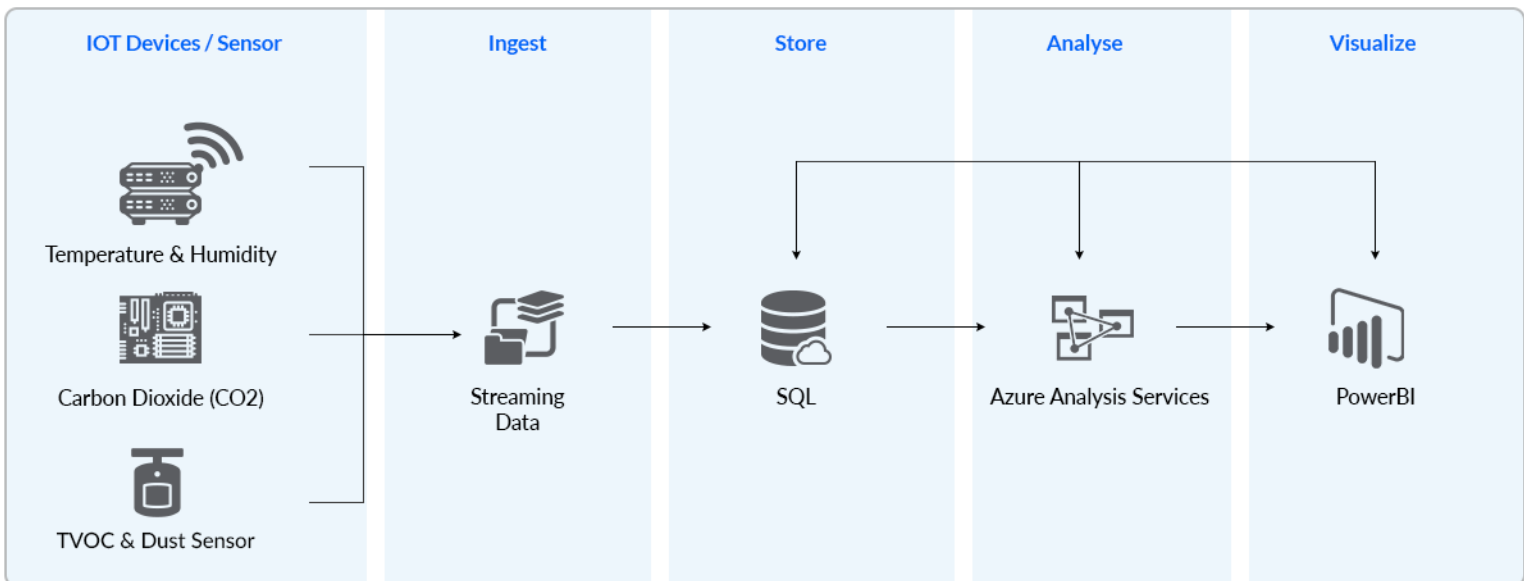 IOT Devices / Sensor
Ingest
Store
Analyse
Visualize
Temperature & Humidity
Carbon Dioxide (CO2)
TVOC & Dust Sensor
Streaming
Data
SQL
Azure Analysis Services
PowerBI